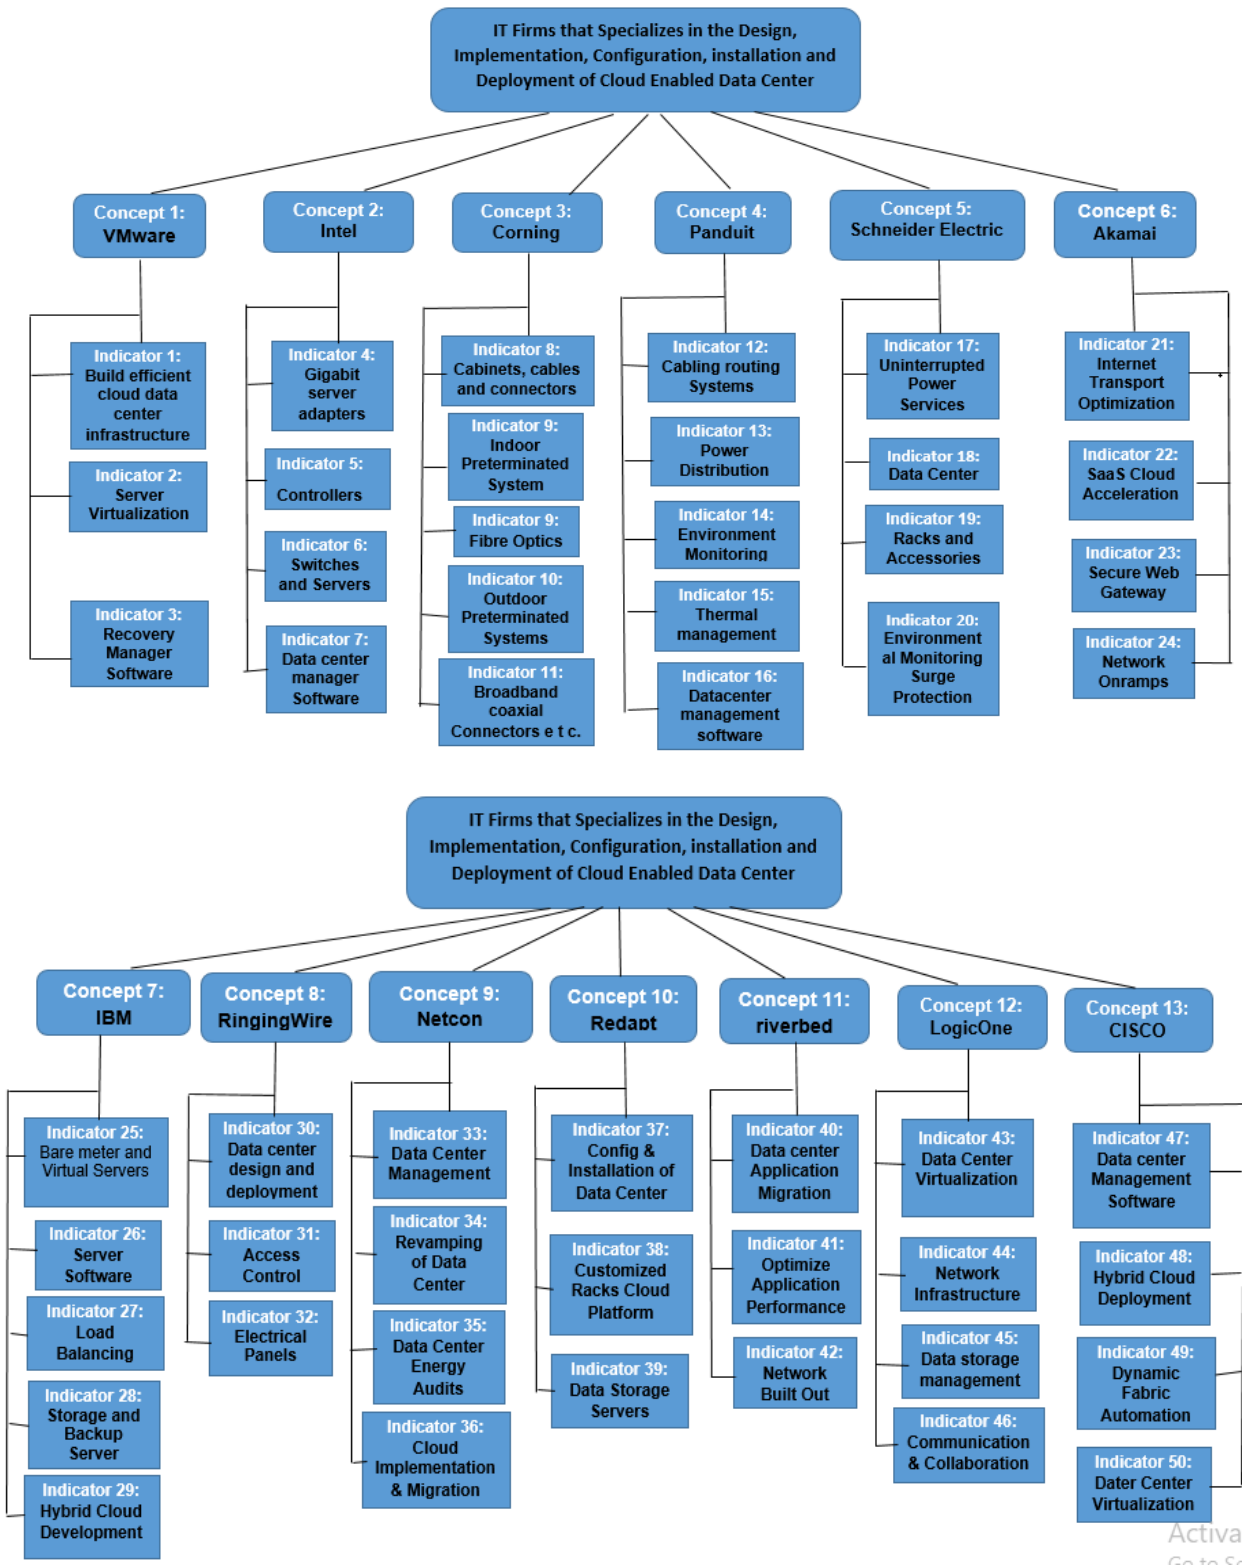 IT Firms that Specializes in the Design,
Implementation, Configuration, installation and
Deployment of Cloud Enabled Data Center
Concept 1:
VMware
Concept 2:
Intel
Concept 3:
Corning
Concept 4:
Panduit
Concept 5:
Schneider Electric
Concept 6:
Akamai
Indicator 1:
Build efficient
cloud data
center
infrastructure
Indicator 2:
Server
Virtualization
Indicator 3:
Recovery
Manager
Software
Indicator 4:
Gigabit
server
adapters
Indicator 5:
Controllers
Indicator 6:
Switches
and Servers
Indicator 7:
Data center
manager
Software
Indicator 8:
Cabinets, cables
and connectors
Indicator 9:
Indoor
Preterminated
System
Indicator 9:
Fibre Optics
Indicator 10:
Outdoor
Preterminated
Systems
Indicator 11:
Broadband
coaxial
Connectors e t c.
Indicator 12:
Cabling routing
Systems
Indicator 13:
Power
Distribution
Indicator 14:
Environment
Monitoring
Indicator 15:
Thermal
management
Indicator 16:
Datacenter
management
software
Indicator 17:
Uninterrupted
Power
Services
Indicator 18:
Data Center
Indicator 19:
Racks and
Accessories
Indicator 20:
Environment
al Monitoring
Surge
Protection
Indicator 21:
Internet
Transport
Optimization
Indicator 22:
SaaS Cloud
Acceleration
Indicator 23:
Secure Web
Gateway
Indicator 24:
Network
Onramps
IT Firms that Specializes in the Design,
Implementation, Configuration, installation and
Deployment of Cloud Enabled Data Center
Concept 7:
IBM
Concept 8:
RingingWire
Concept 9:
Netcon
Concept 10:
Redapt
Concept 11:
riverbed
Concept 12:
LogicOne
Concept 13:
CISCO
Indicator 25:
Bare meter and
Virtual Servers
Indicator 26:
Server
Software
Indicator 27:
Load
Balancing
Indicator 28:
Storage and
Backup
Server
Indicator 29:
Hybrid Cloud
Development
Indicator 30:
Data center
design and
deployment
Indicator 31:
Access
Control
Indicator 32:
Electrical
Panels
Indicator 33:
Data Center
Management
Indicator 34:
Revamping
of Data
Center
Indicator 35:
Data Center
Energy
Audits
Indicator 36:
Cloud
Implementation
& Migration
Indicator 37:
Config &
Installation of
Data Center
Indicator 38:
Customized
Racks Cloud
Platform
Indicator 39:
Data Storage
Servers
Indicator 40:
Data center
Application
Migration
Indicator 41:
Optimize
Application
Performance
Indicator 42:
Network
Built Out
Indicator 43:
Data Center
Virtualization
Indicator 44:
Network
Infrastructure
Indicator 45:
Data storage
management
Indicator 46:
Communication
& Collaboration
Indicator 47:
Data center
Management
Software
Indicator 48:
Hybrid Cloud
Deployment
Indicator 49:
Dynamic
Fabric
Automation
Indicator 50:
Dater Center
Virtualization
Activa